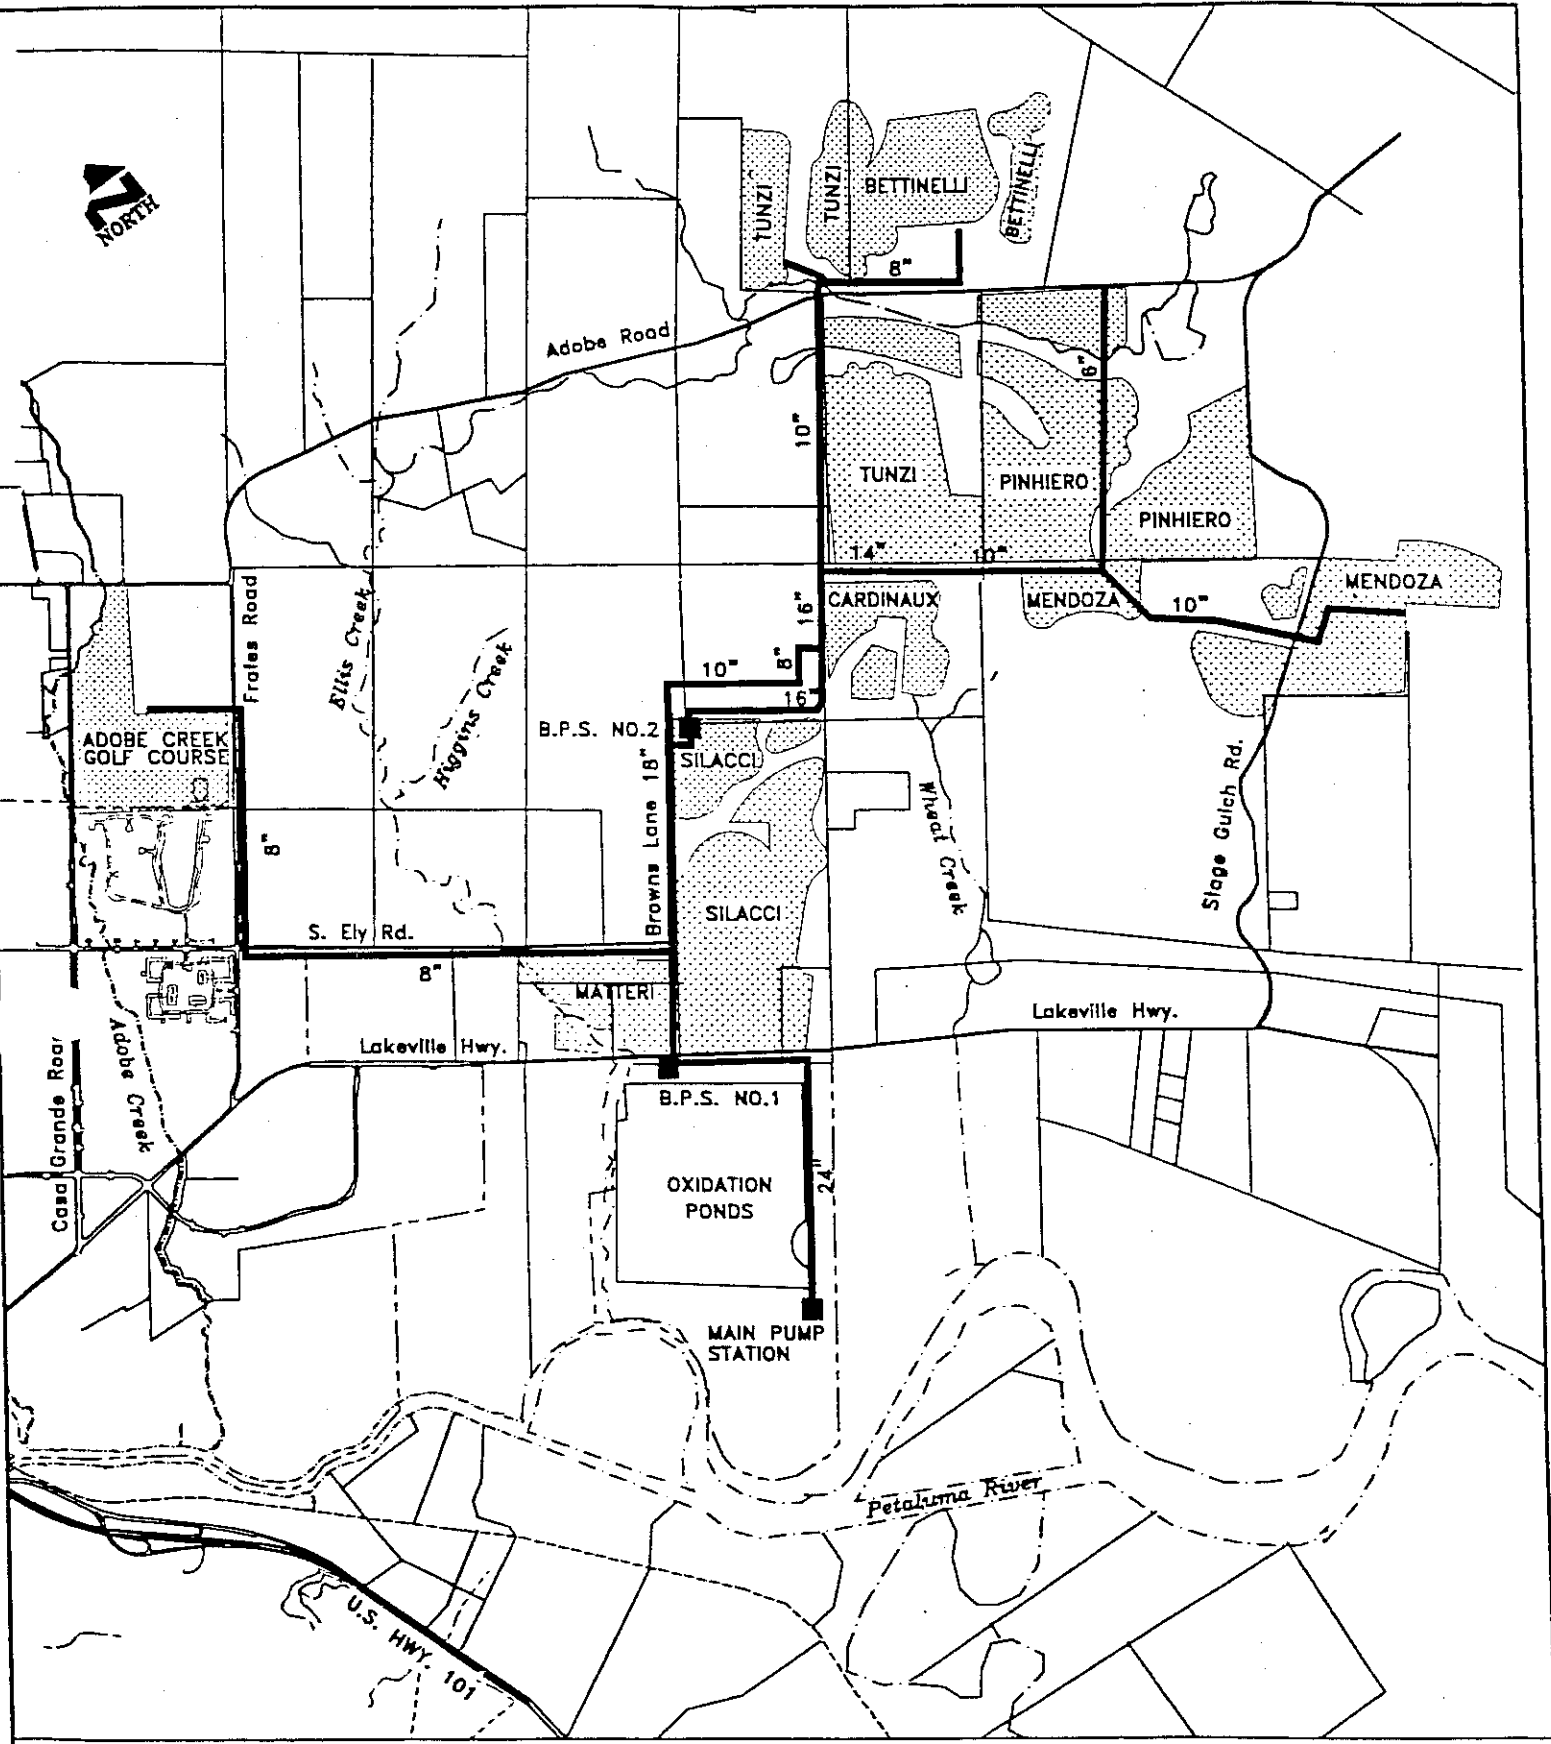 NORTH
TUNZI
TUNZI
BETTINELLI
BETTINELLI
8"
Adobe Road
6"
10"
TUNZI
PINHIERO
PINHIERO
14"
10"
MENDOZA
CARDINAUX
MENDOZA
10"
16"
Frates Road
Ellis Creek
Higgins Creek
10"
8"
16"
B.P.S. NO.2
ADOBE CREEK
GOLF COURSE
SILACCI
18"
Browns Lane
Wheat Creek
Stage Gulch Rd.
8"
SILACCI
S. Ely Rd.
8"
MATTERI
Lakeville Hwy.
Lakeville Hwy.
Adobe Creek
Casa Grande Roar
B.P.S. NO.1
OXIDATION
PONDS
24"
MAIN PUMP
STATION
Petaluma River
U.S. HWY. 101